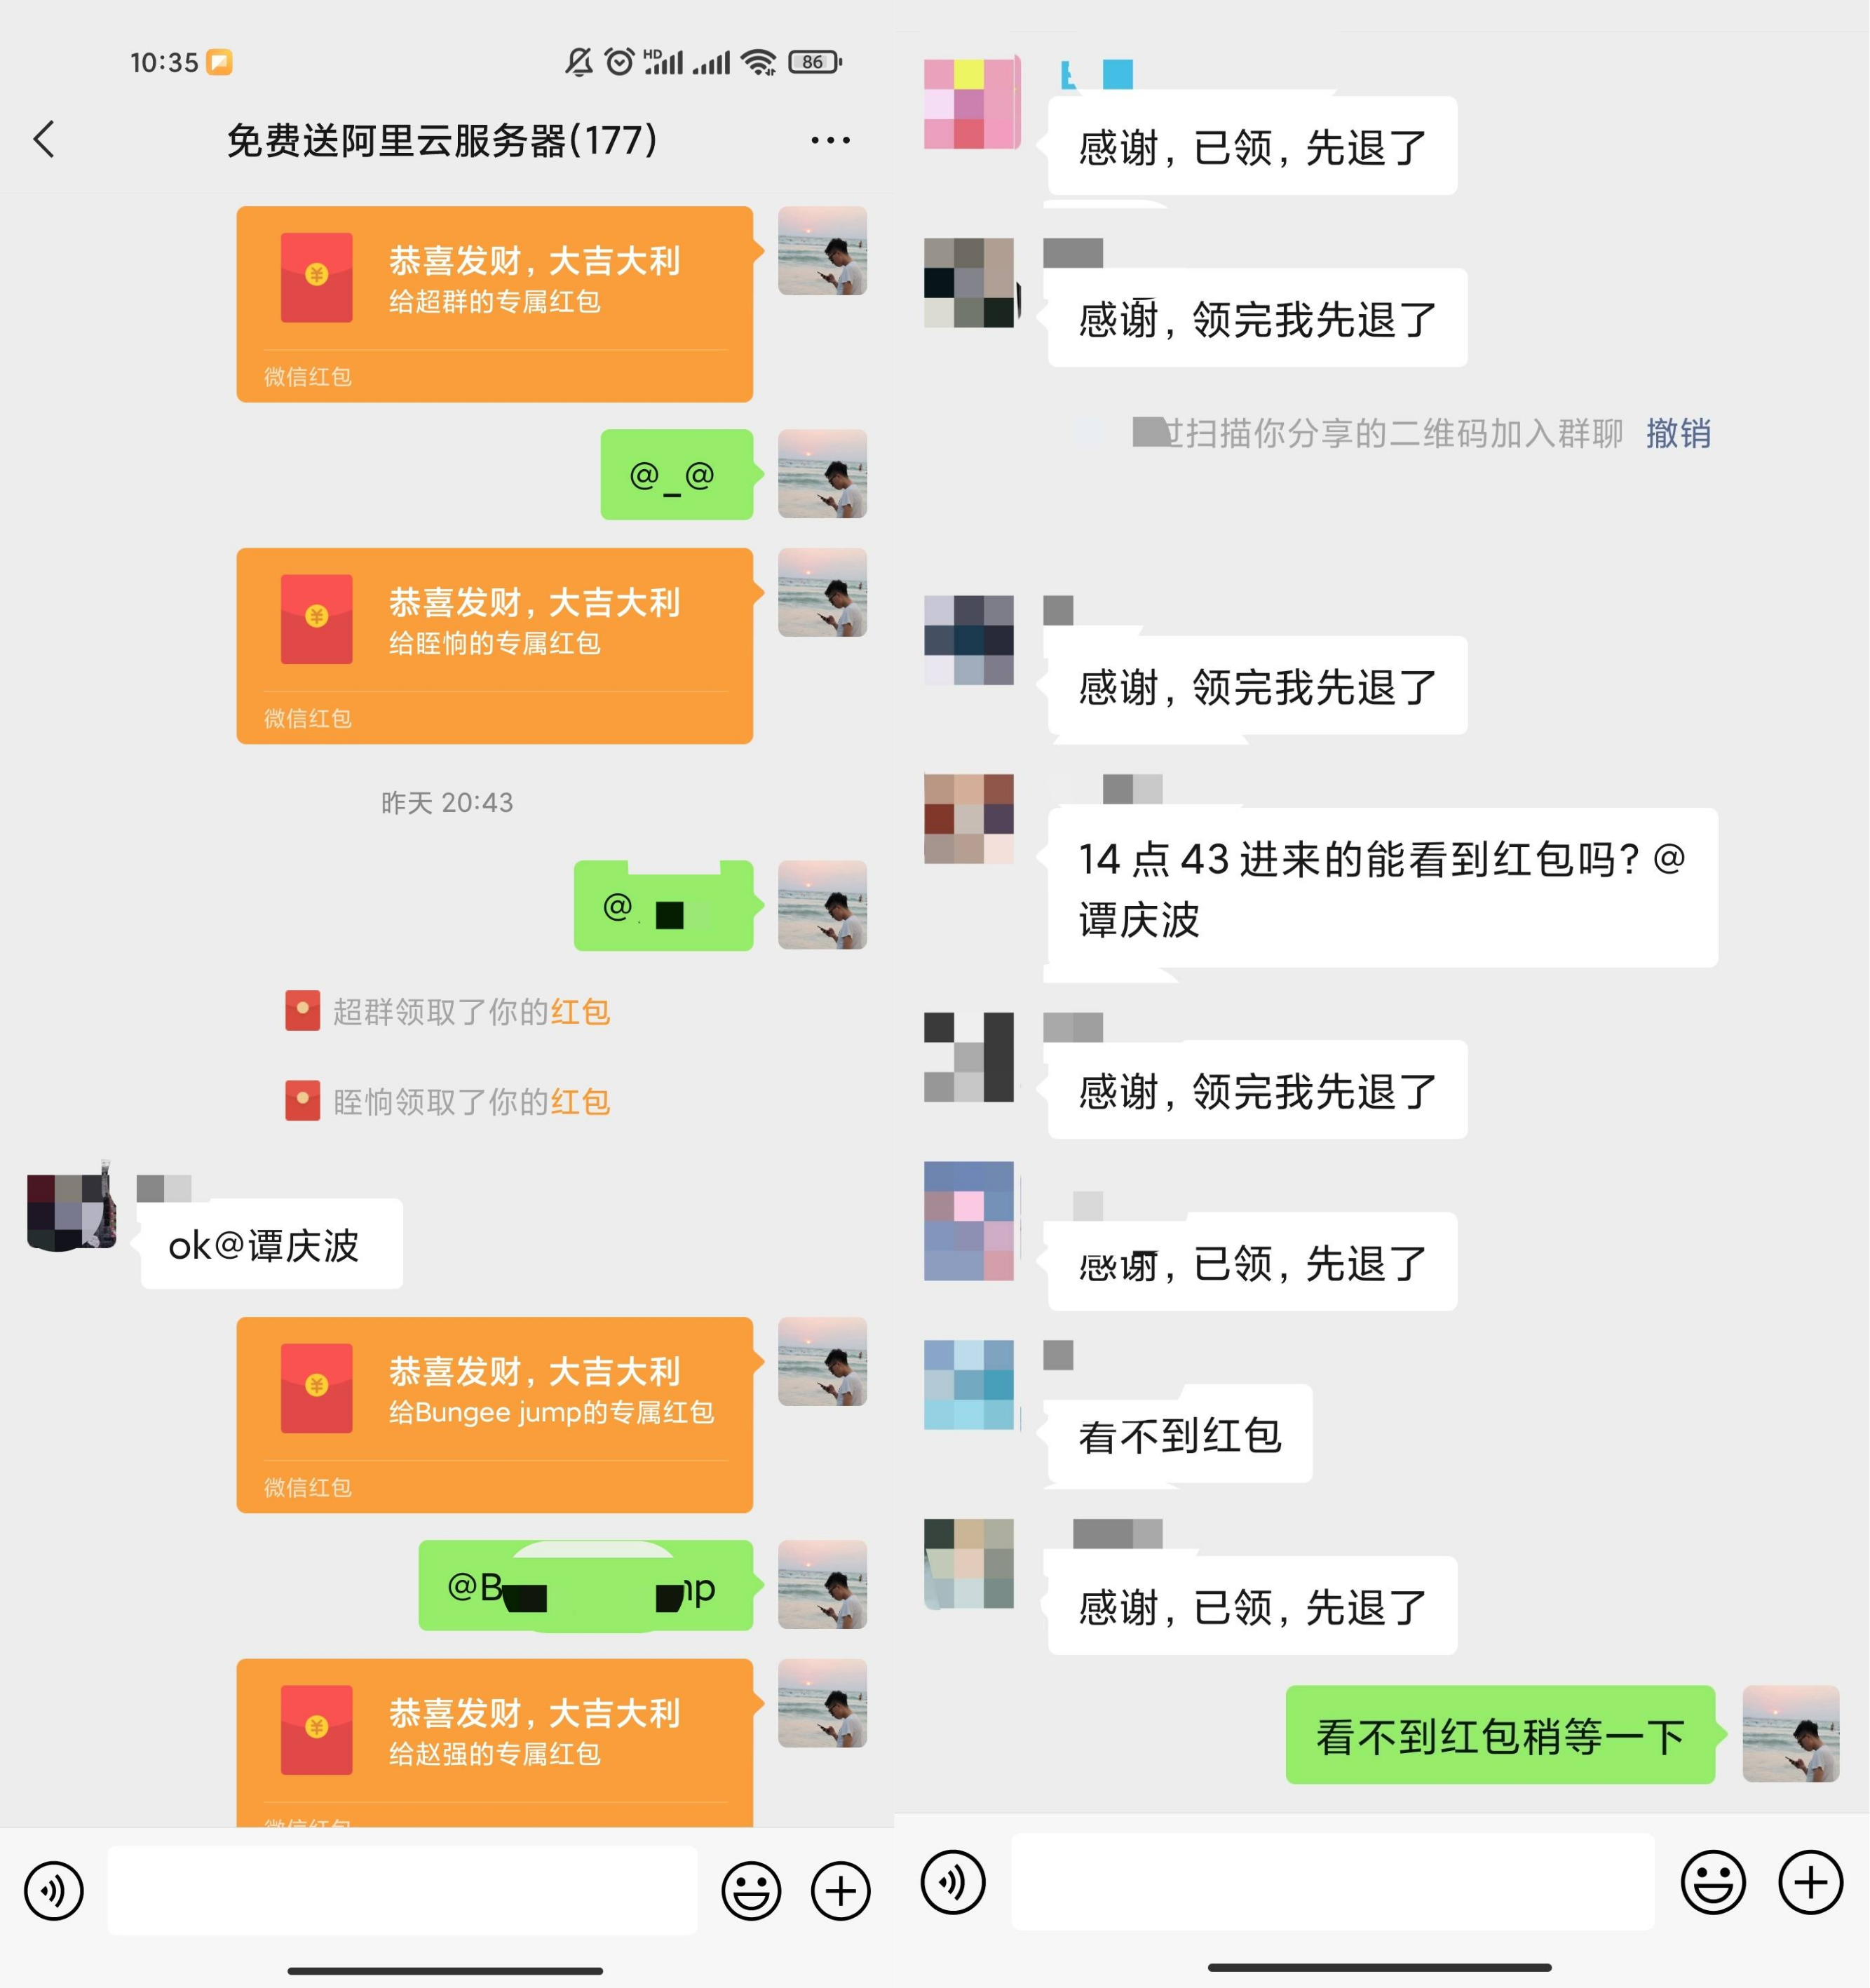 10:35
HD
86
免费送阿里云服务器(177)
恭喜发财，大吉大利
给超群的专属红包
微信红包
@_@
恭喜发财，大吉大利
给眰恦的专属红包
微信红包
昨天 20:43
@
超群领取了你的红包
眰恦领取了你的红包
ok@谭庆波
恭喜发财，大吉大利
给Bungee jump的专属红包
微信红包
@B
恭喜发财，大吉大利
给赵强的专属红包
微信红包
感谢，已领，先退了
感谢，领完我先退了
过扫描你分享的二维码加入群聊 撤销
感谢，领完我先退了
14 点 43 进来的能看到红包吗? @
谭庆波
感谢，领完我先退了
感谢，已领，先退了
看不到红包
感谢，已领，先退了
看不到红包稍等一下